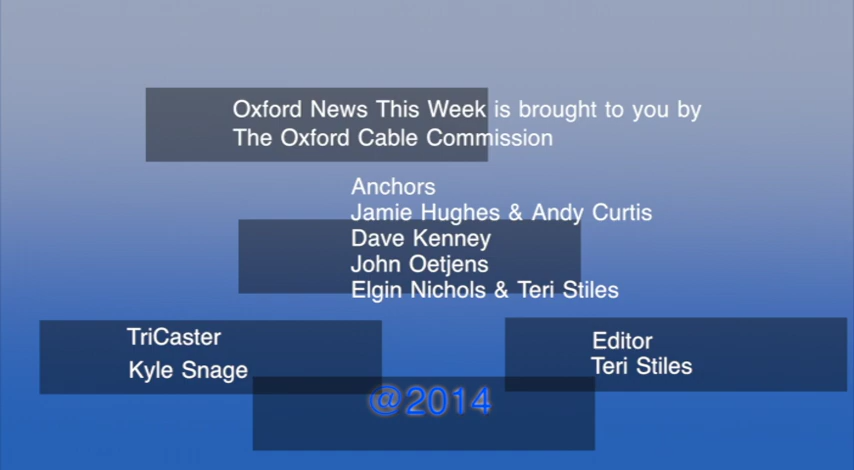 Oxford News This Week is brought to you by
The Oxford Cable Commission
Anchors
Jamie Hughes & Andy Curtis
Dave Kenney
John Oetjens
Elgin Nichols & Teri Stiles
TriCaster
Kyle Snage
Editor
Teri Stiles
@2014